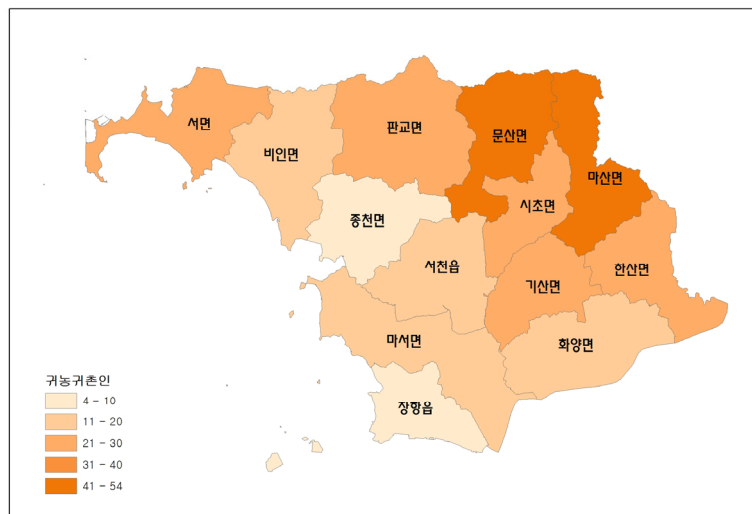 서면
비인면
판교면
문산면
마산면
종천면
시초면
서천읍
한산면
기산면
마서면
화양면
장항읍
귀농귀촌인
4 - 10
11 - 20
21 - 30
31 - 40
41 - 54